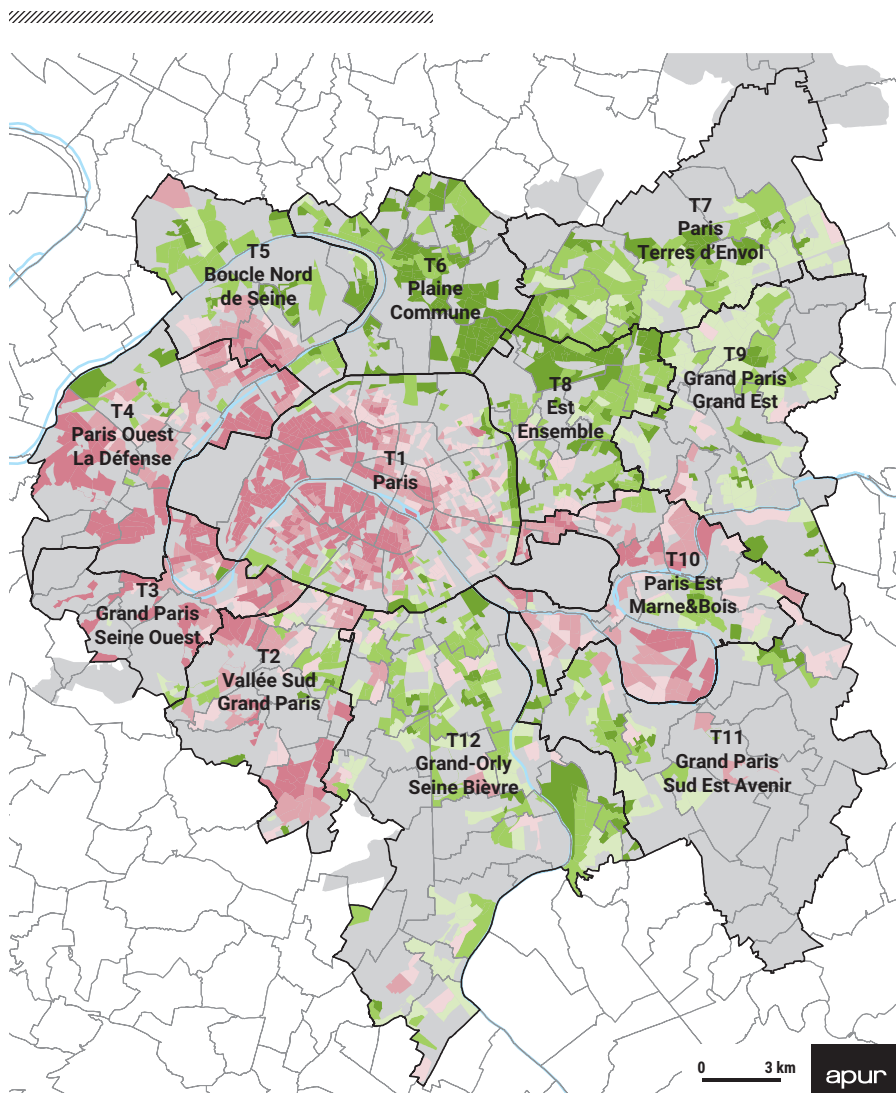 T7
Paris
Terres d'Envol
T5
Boucle Nord
de Seine
T6
Plaine
Commune
T9
Grand Paris
Grand Est
T8
Est
Ensemble
T4
Paris Ouest
La Défense
T1
Paris
T10
Paris Est
Marne&Bois
T3
Grand Paris
Seine Ouest
T2
Vallée Sud
Grand Paris
T12
Grand-Orly
Seine Bièvre
T11
Grand Paris
Sud Est Avenir
0 3 km
apur